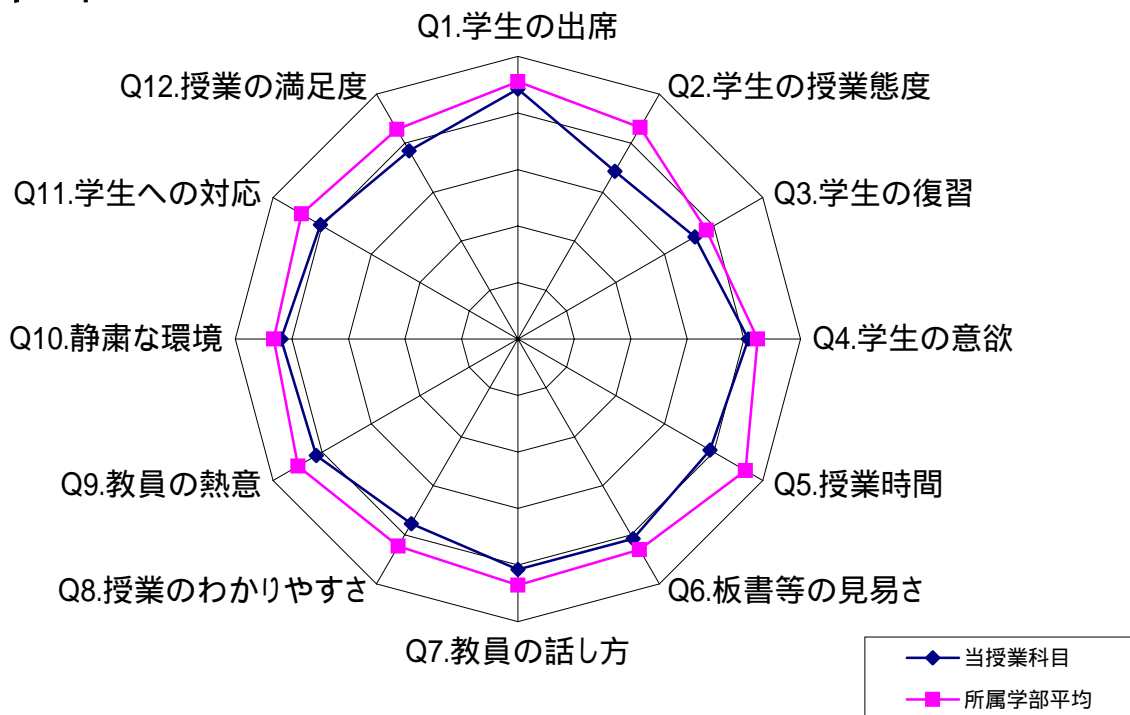 Q1.学生の出席
Q2.学生の授業態度
Q3.学生の復習
Q4.学生の意欲
Q5.授業時間
Q6.板書等の見易さ
Q7.教員の話し方
Q8.授業のわかりやすさ
Q9.教員の熱意
Q10.静粛な環境
Q11.学生への対応
Q12.授業の満足度
当授業科目
所属学部平均